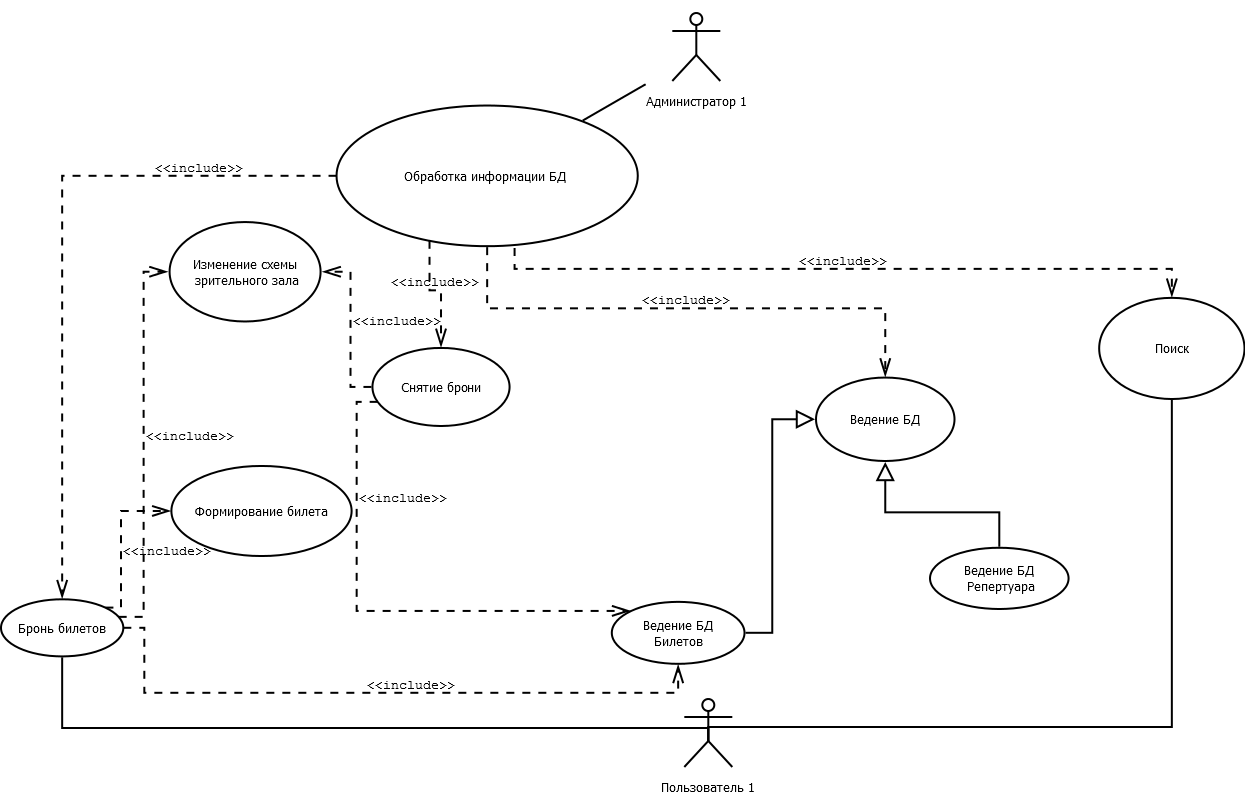 Администратор 1
<<include>>
Обработка информации БД
<<include>>
Изменение схемы
зрительного зала
<<include>>
<<include>>
<<include>>
Поиск
Снятие брони
Ведение БД
<<include>>
<<include>>
Формирование билета
<<include>>
Ведение БД
Репертуара
Бронь билетов
Ведение БД
Билетов
<<include>>
Пользователь 1